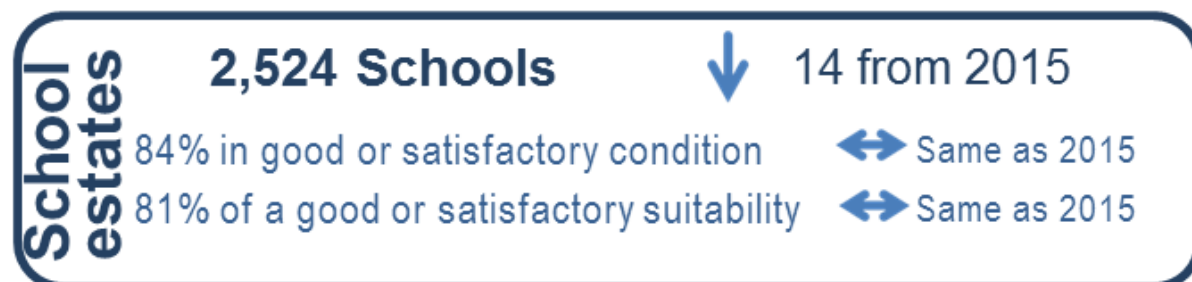 School
estates
2,524 Schools 14 from 2015
84% in good or satisfactory condition Same as 2015
81% of a good or satisfactory suitability Same as 2015